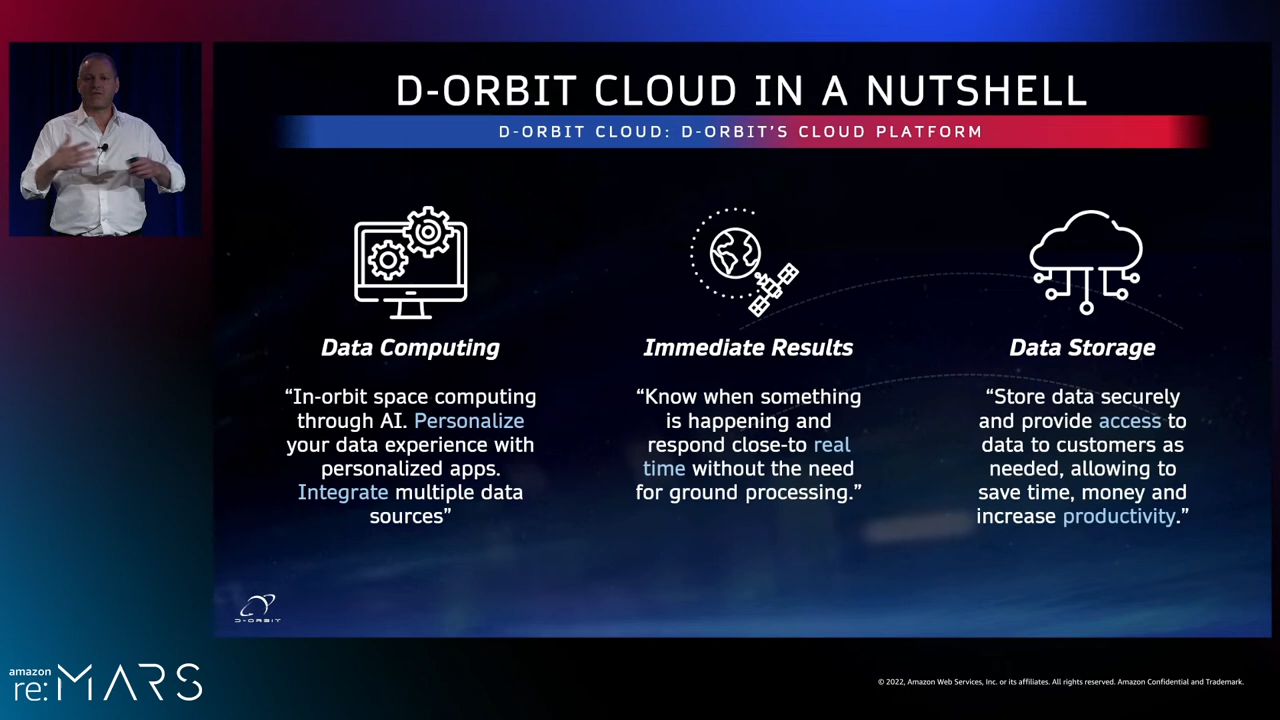 D-ORBIT CLOUD IN A NUTSHELL
D-ORBIT CLOUD: D-ORBIT'S CLOUD PLATFORM
Data Computing
“In-orbit space computing
through AI. Personalize
your data experience with
personalized apps.
Integrate multiple data
sources”
Immediate Results
“Know when something
is happening and
respond close-to real
time without the need
for ground processing.”
Data Storage
“Store data securely
and provide access to
data to customers as
needed, allowing to
save time, money and
increase productivity.”
D-ORBIT
amazon
re:MARS
© 2022, Amazon Web Services, Inc. or its affiliates. All rights reserved. Amazon Confidential and Trademark.